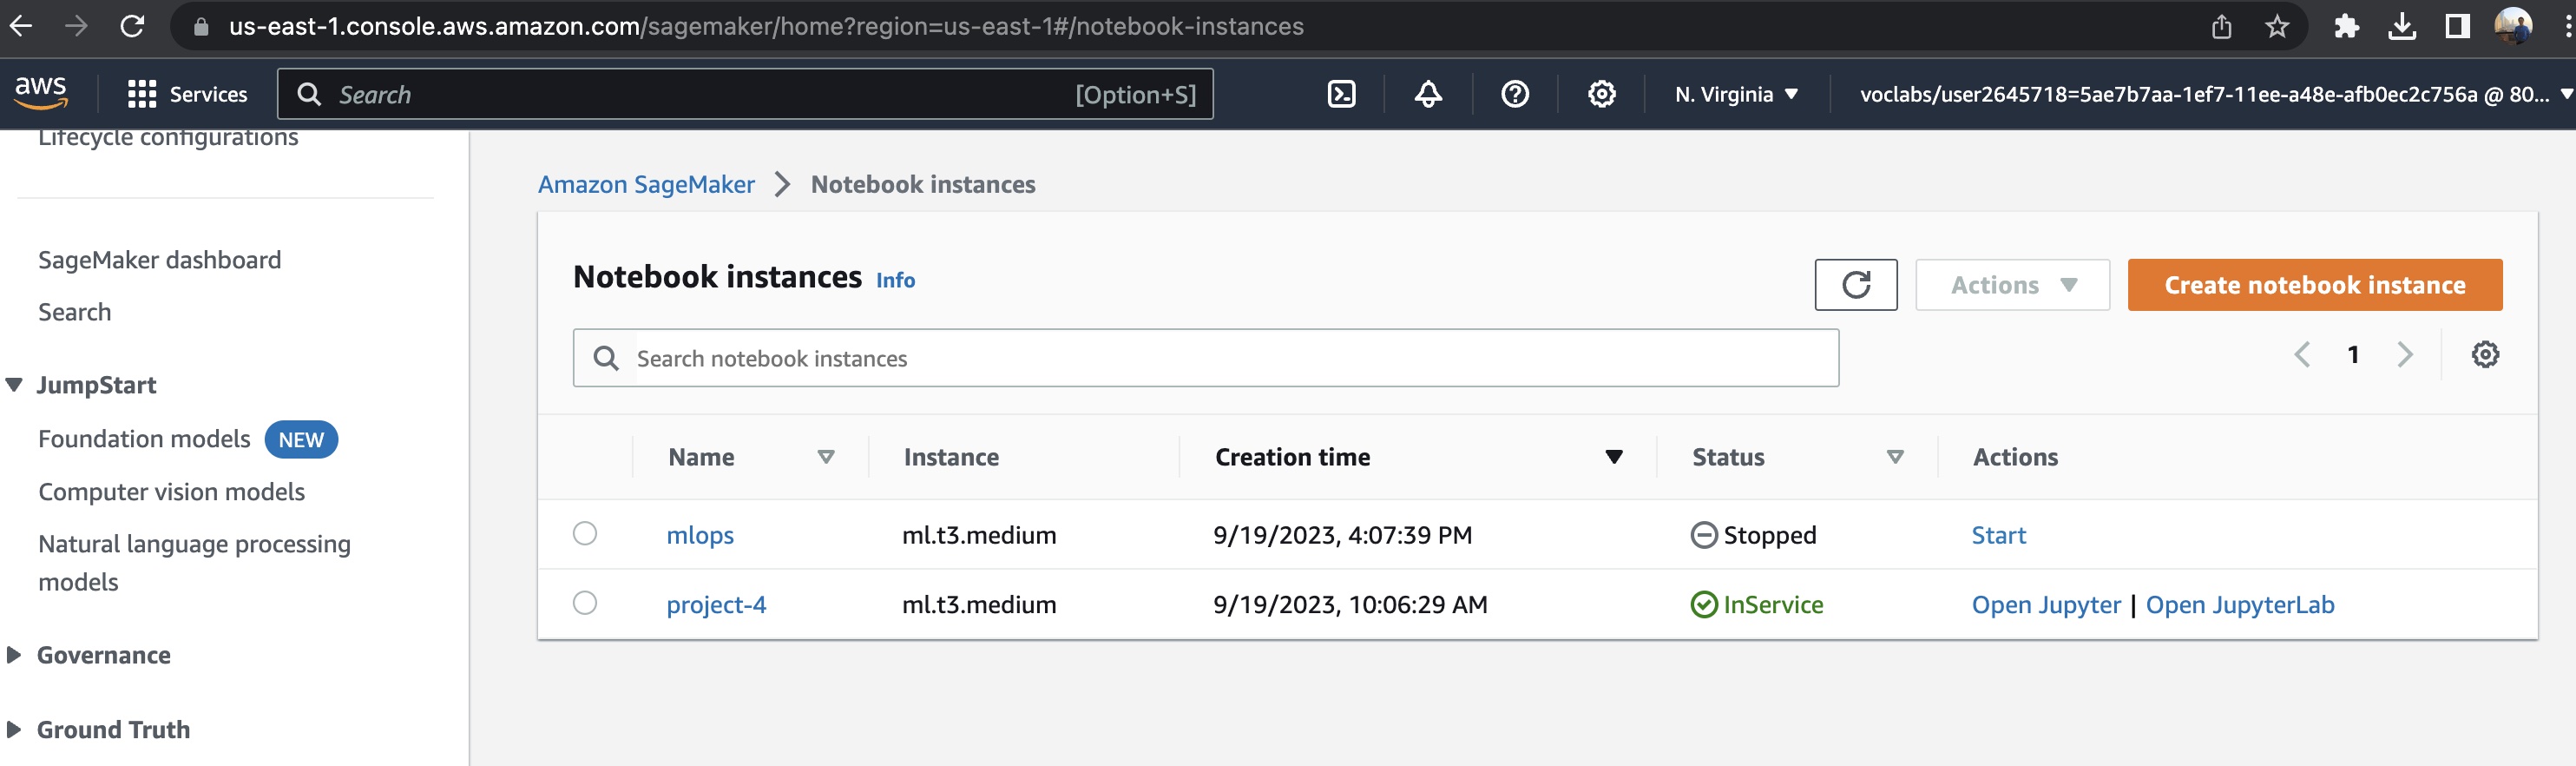 us-east-1.console.aws.amazon.com/sagemaker/home?region=us-east-1#/notebook-instances
aws
Services
Search
[Option+S]
N. Virginia
voclabs/user2645718=5ae7b7aa-1ef7-11ee-a48e-afb0ec2c756a @ 80...
Lifecycle configurations
SageMaker dashboard
Search
JumpStart
Foundation models NEW
Computer vision models
Natural language processing
models
Governance
Ground Truth
Amazon SageMaker > Notebook instances
Notebook instances Info
Actions
Create notebook instance
Search notebook instances
1
Name Instance Creation time Status Actions
mlops ml.t3.medium 9/19/2023, 4:07:39 PM Stopped Start
project-4 ml.t3.medium 9/19/2023, 10:06:29 AM InService Open Jupyter | Open JupyterLab